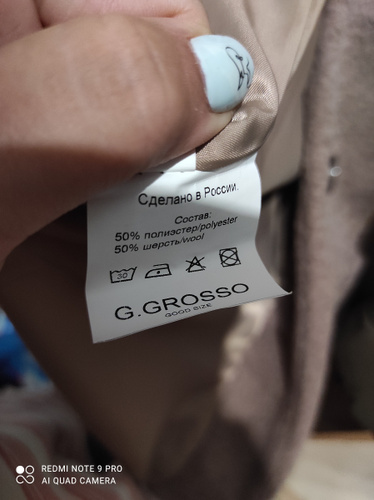 Сделано в России.
Состав:
50% полиэстер/polyester
50% шерсть/wool
30
G.GROSSO
GOOD SIZE
REDMI NOTE 9 PRO
AI QUAD CAMERA